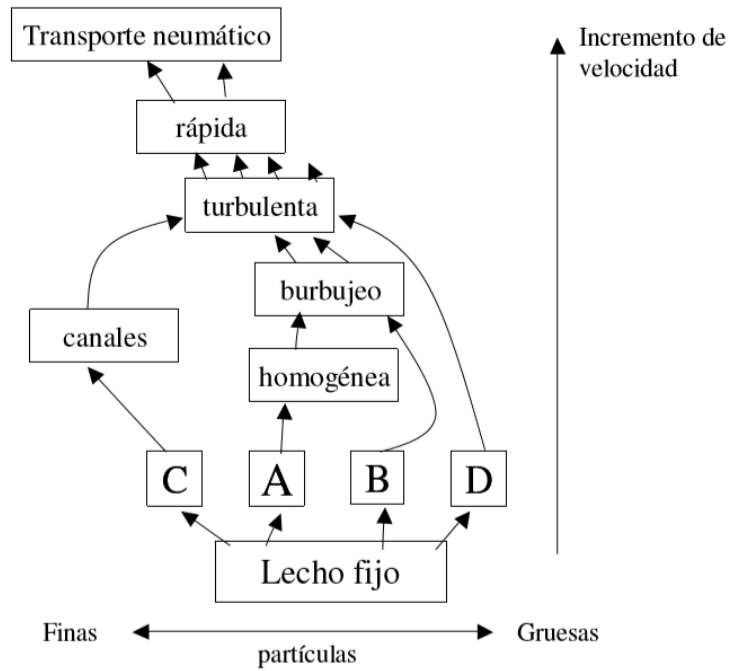 Transporte neumático
Incremento de
velocidad
rápida
turbulenta
burbujeo
canales
homogénea
C
A
B
D
Lecho fijo
Finas
partículas
Gruesas